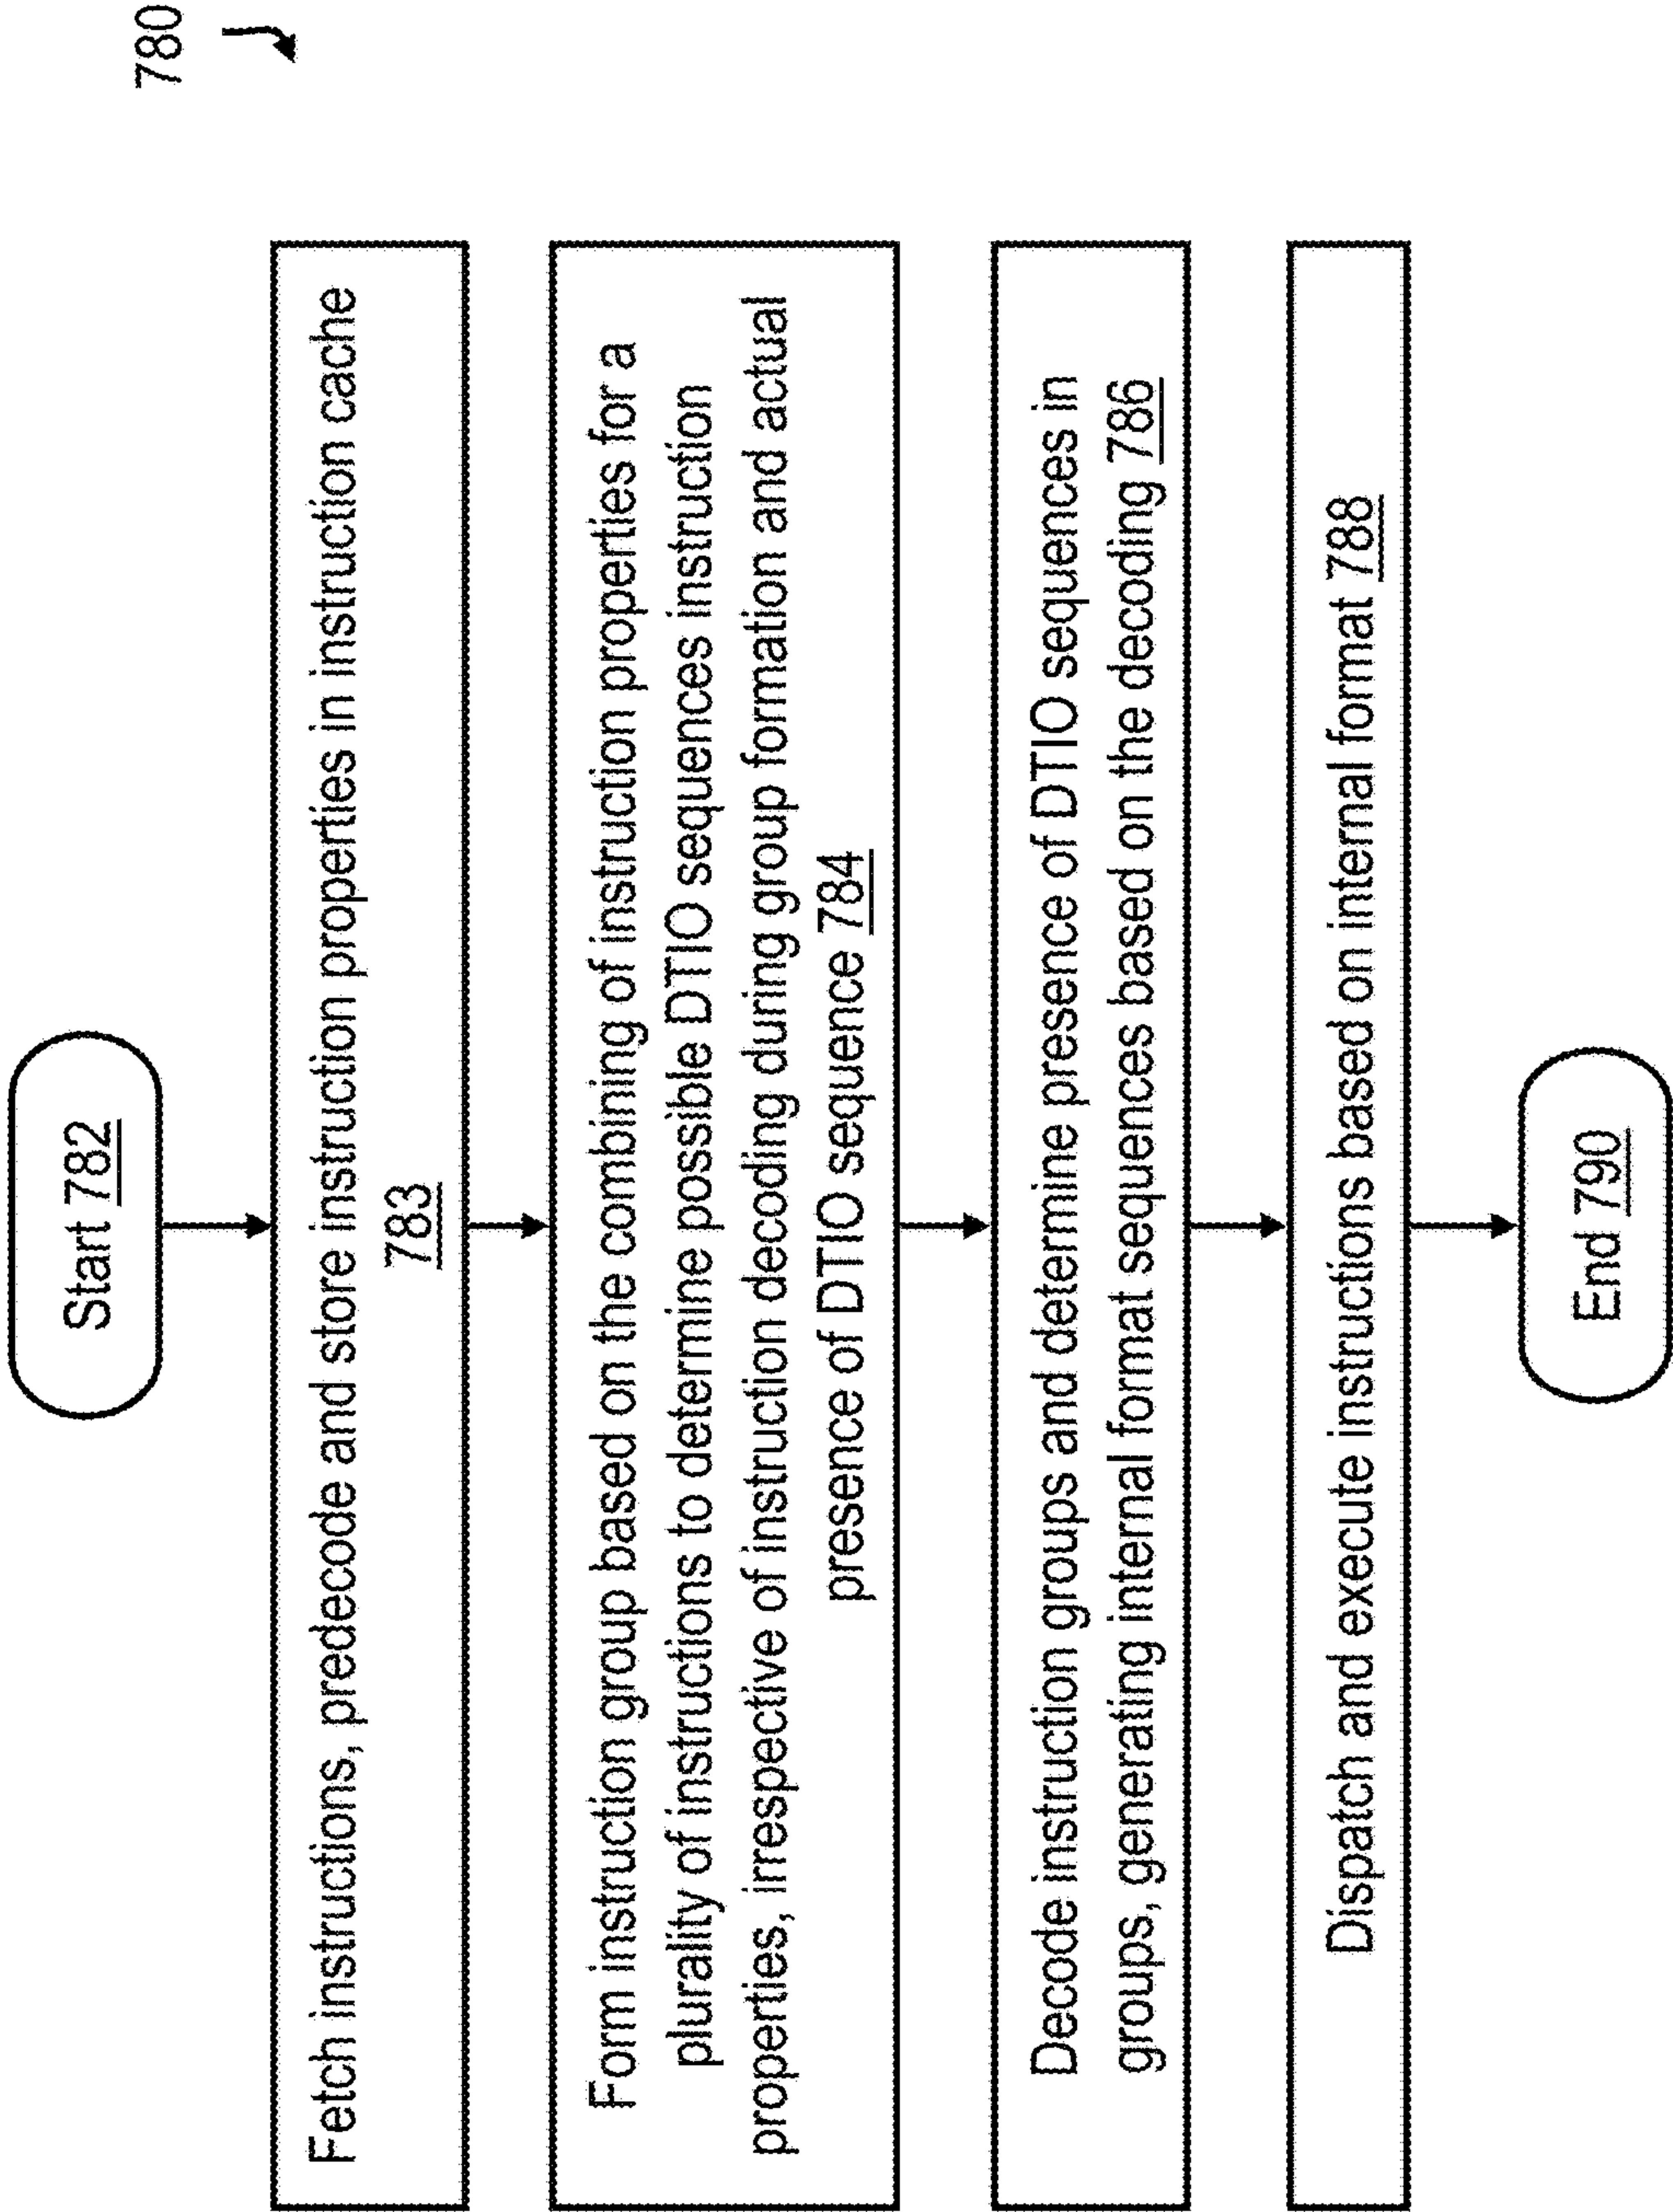 780
Start 782
Fetch instructions, predecode and store instruction properties in instruction cache
783
Form instruction group based on the combining of instruction properties for a
plurality of instructions to determine possible DTIO sequences instruction
properties, irrespective of instruction decoding during group formation and actual
presence of DTIO sequence 784
Decode instruction groups and determine presence of DTIO sequences in
groups, generating internal format sequences based on the decoding 786
Dispatch and execute instructions based on internal format 788
End 790